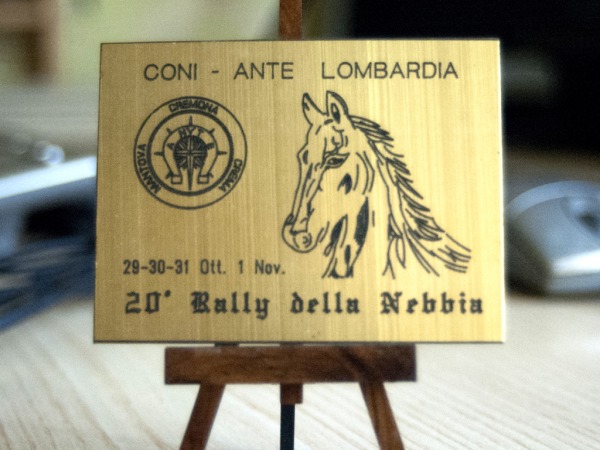 CONI - ANTE LOMBARDIA
CREMONA
MANTOVA
CREMA
29-30-31 Ott. 1 Nov.
20° Rally della Nebbia